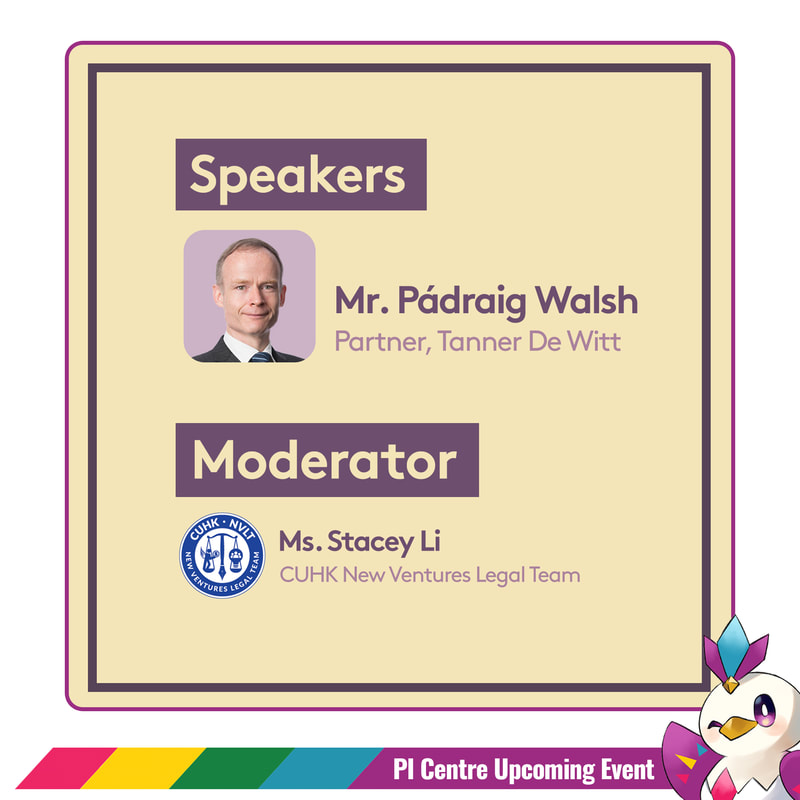 Speakers
Mr. Pádraig Walsh
Partner, Tanner De Witt
Moderator
CUHK · NVLT
NEW VENTURES LEGAL TEAM
Ms. Stacey Li
CUHK New Ventures Legal Team
PI Centre Upcoming Event